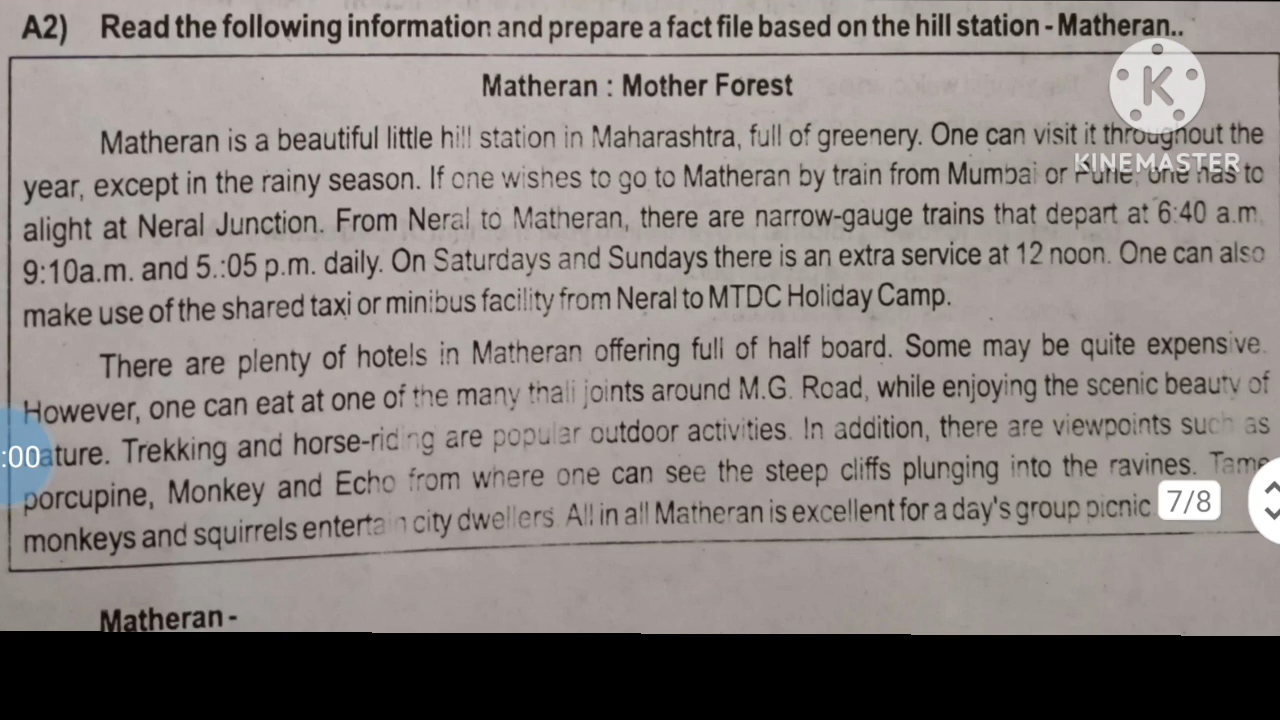 A2) Read the following information and prepare a fact file based on the hill station - Matheran..
Matheran : Mother Forest
K
Matheran is a beautiful little hill station in Maharashtra, full of greenery. One can visit it throughout the
KINEMASTER
year, except in the rainy season. If one wishes to go to Matheran by train from Mumbai or Pune, one has to
alight at Neral Junction. From Neral to Matheran, there are narrow-gauge trains that depart at 6:40 a.m.
9:10a.m. and 5.:05 p.m. daily. On Saturdays and Sundays there is an extra service at 12 noon. One can also
make use of the shared taxi or minibus facility from Neral to MTDC Holiday Camp.
There are plenty of hotels in Matheran offering full of half board. Some may be quite expensive.
However, one can eat at one of the many thali joints around M.G. Road, while enjoying the scenic beauty of
:00 ature. Trekking and horse-riding are popular outdoor activities. In addition, there are viewpoints such as
porcupine, Monkey and Echo from where one can see the steep cliffs plunging into the ravines. Tame
monkeys and squirrels entertain city dwellers. All in all Matheran is excellent for a day's group picnic
7/8
Matheran -